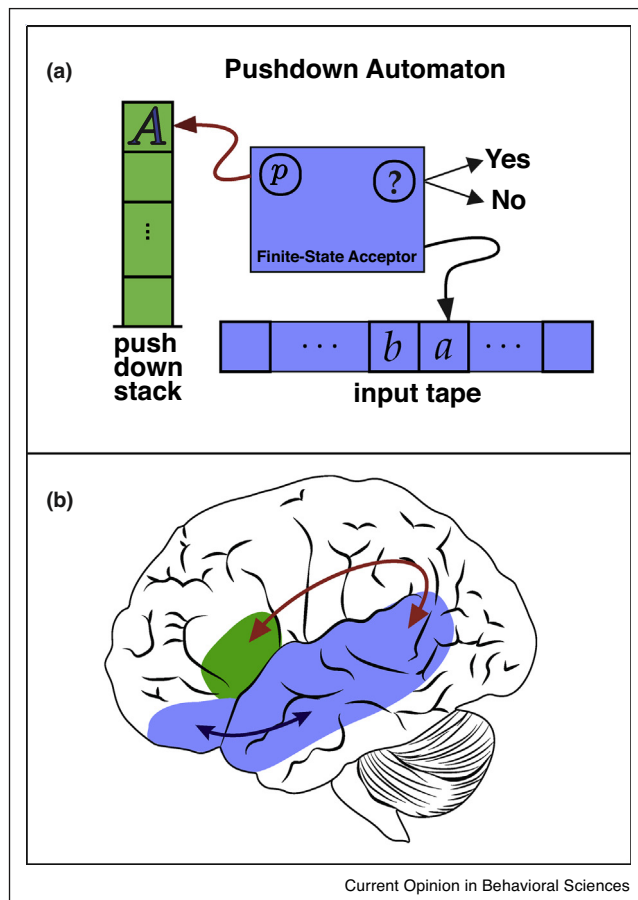 (a)
Pushdown Automaton
A
p
?
Yes
No
⋮
Finite-State Acceptor
··· b a ···
push
down
stack
input tape
(b)
Current Opinion in Behavioral Sciences